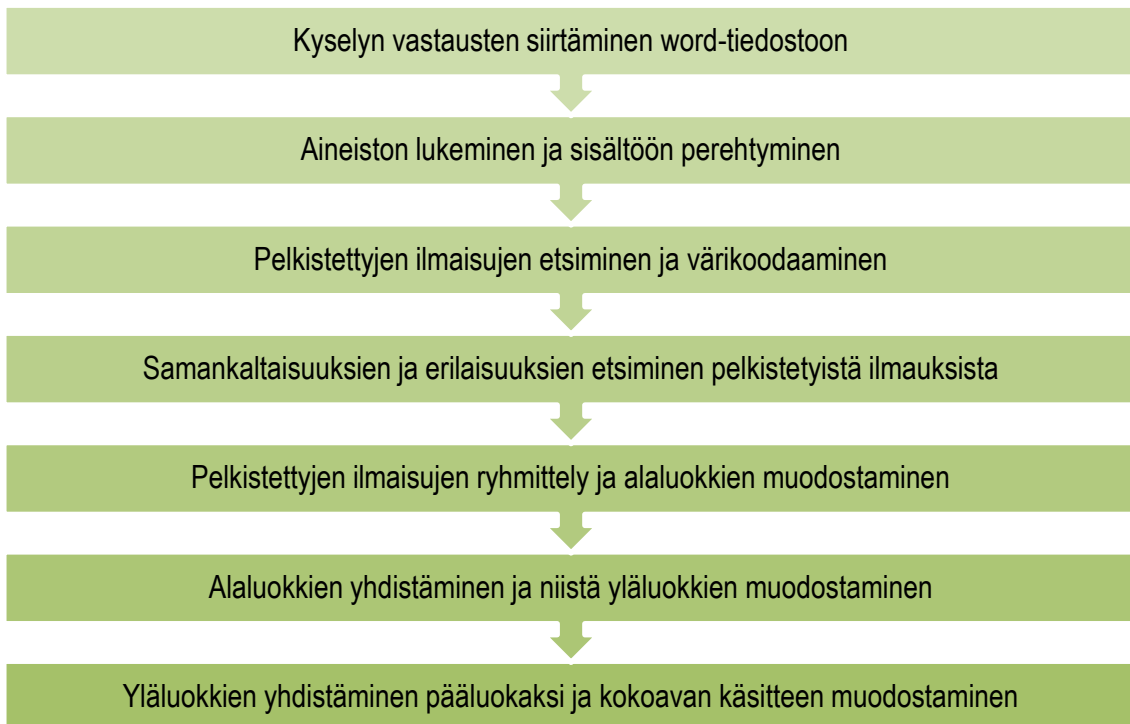 Kyselyn vastausten siirtäminen word-tiedostoon
Aineiston lukeminen ja sisältöön perehtyminen
Pelkistettyjen ilmaisujen etsiminen ja värikoodaaminen
Samankaltaisuuksien ja erilaisuuksien etsiminen pelkistetyistä ilmauksista
Pelkistettyjen ilmaisujen ryhmittely ja alaluokkien muodostaminen
Alaluokkien yhdistäminen ja niistä yläluokkien muodostaminen
Yläluokkien yhdistäminen pääluokaksi ja kokoavan käsitteen muodostaminen